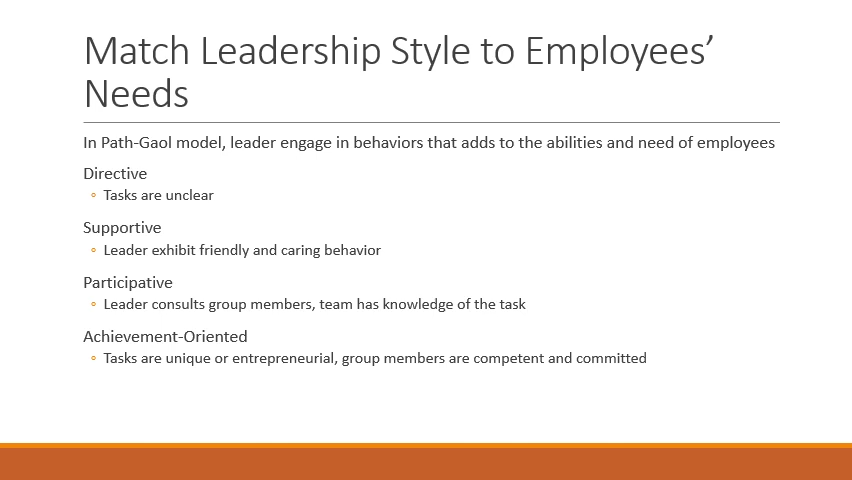 Match Leadership Style to Employees’
Needs
In Path-Gaol model, leader engage in behaviors that adds to the abilities and need of employees
Directive
◦ Tasks are unclear
Supportive
◦ Leader exhibit friendly and caring behavior
Participative
◦ Leader consults group members, team has knowledge of the task
Achievement-Oriented
◦ Tasks are unique or entrepreneurial, group members are competent and committed